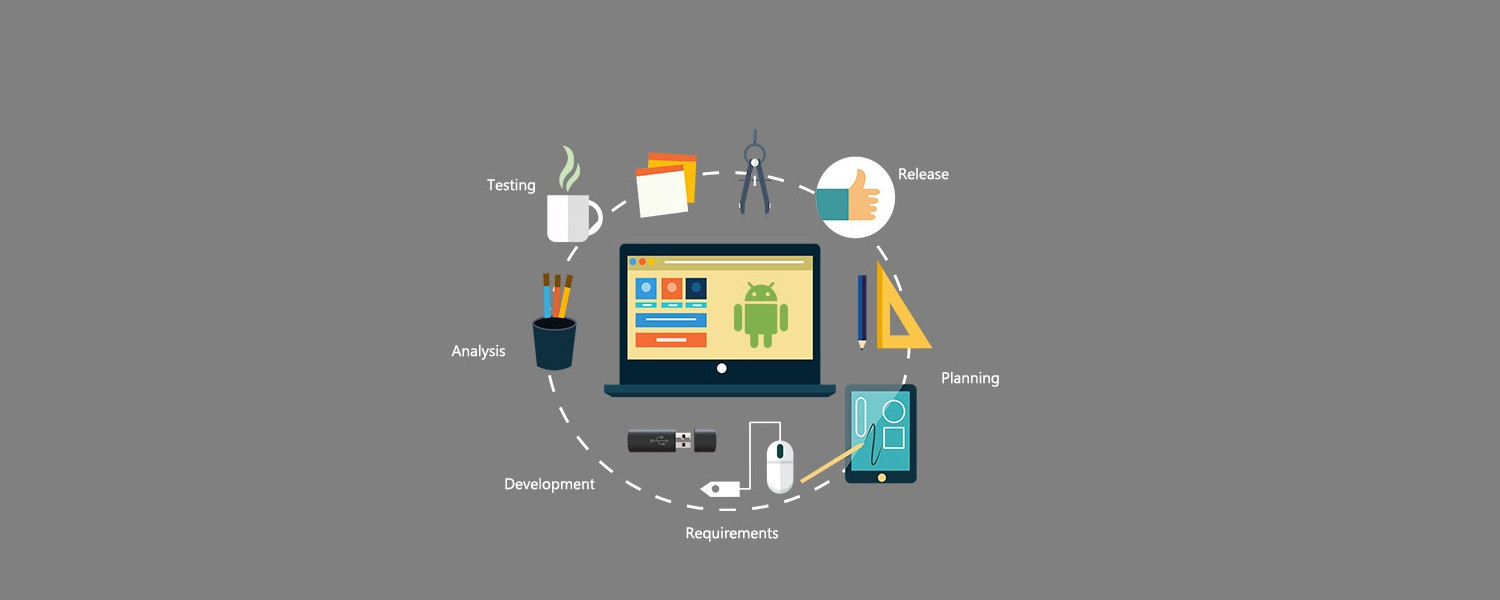 Release
Testing
Analysis
Planning
Development
Requirements